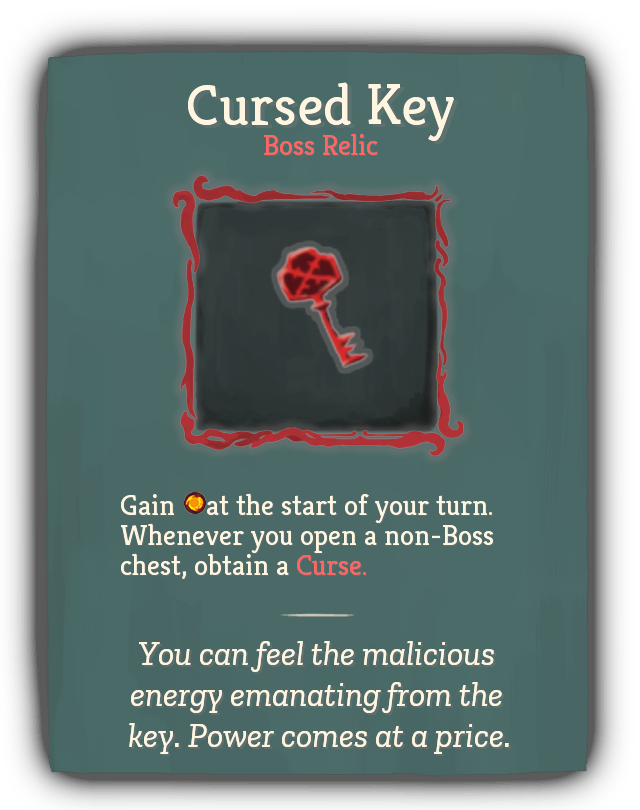 Cursed Key
Boss Relic
Gain at the start of your turn.
Whenever you open a non-Boss
chest, obtain a Curse.
You can feel the malicious
energy emanating from the
key. Power comes at a price.